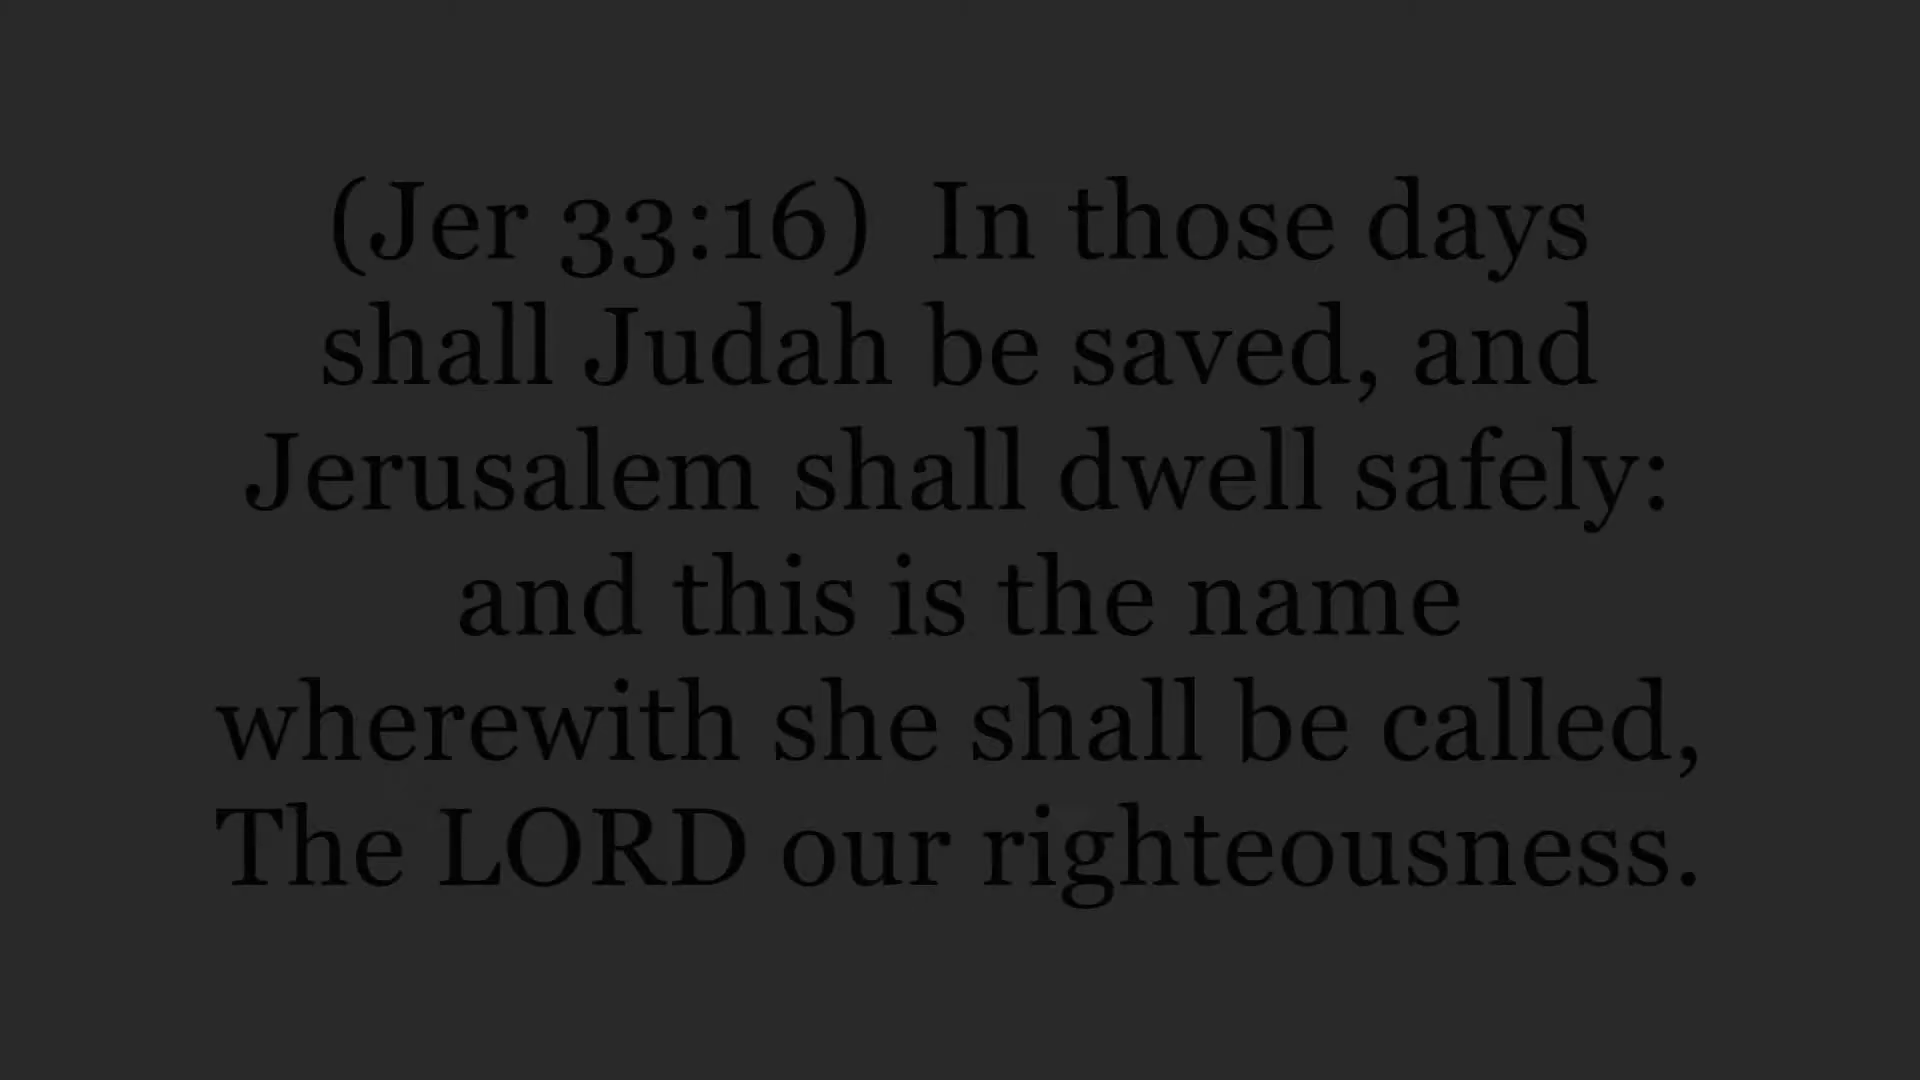 (Jer 33:16)  In those days
shall Judah be saved, and
Jerusalem shall dwell safely:
and this is the name
wherewith she shall be called,
The LORD our righteousness.